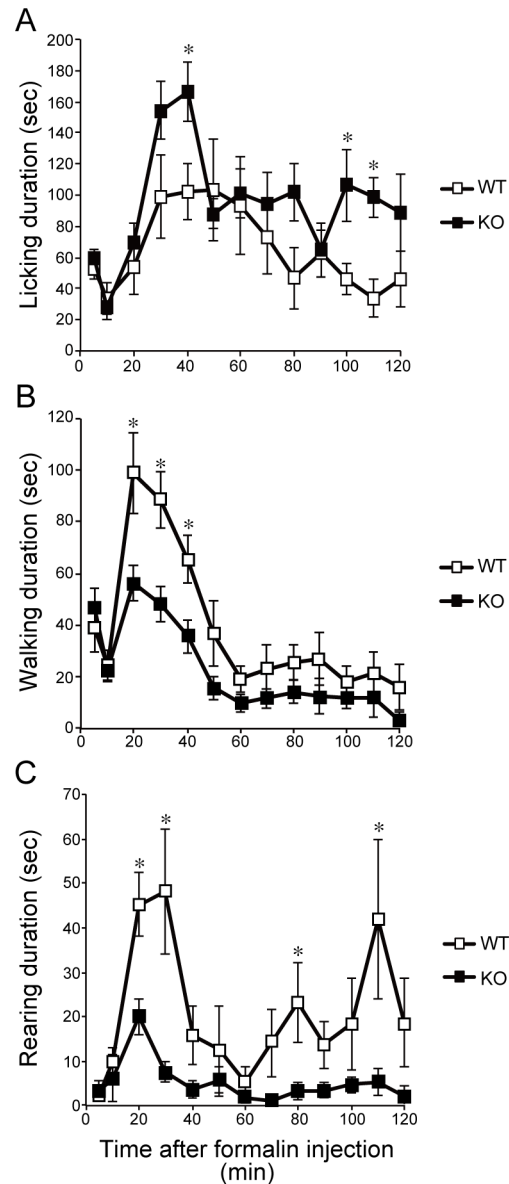 A
200
180
160
140
120
100
80
60
40
20
0
Licking duration (sec)
*
*
*
WT
KO
0 20 40 60 80 100 120
B
120
100
80
60
40
20
0
Walking duration (sec)
*
*
*
WT
KO
0 20 40 60 80 100 120
C
70
60
50
40
30
20
10
0
Rearing duration (sec)
*
*
*
*
WT
KO
0 20 40 60 80 100 120
Time after formalin injection
(min)